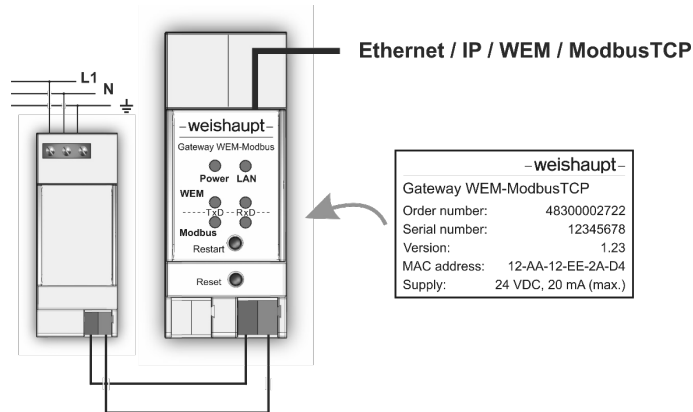 Ethernet / IP / WEM / ModbusTCP
L1
N
-weishaupt-
Gateway WEM-Modbus
Power LAN
WEM
TxD RxD
Modbus
Restart
Reset
-weishaupt-
Gateway WEM-ModbusTCP
Order number: 48300002722
Serial number: 12345678
Version: 1.23
MAC address: 12-AA-12-EE-2A-D4
Supply: 24 VDC, 20 mA (max.)